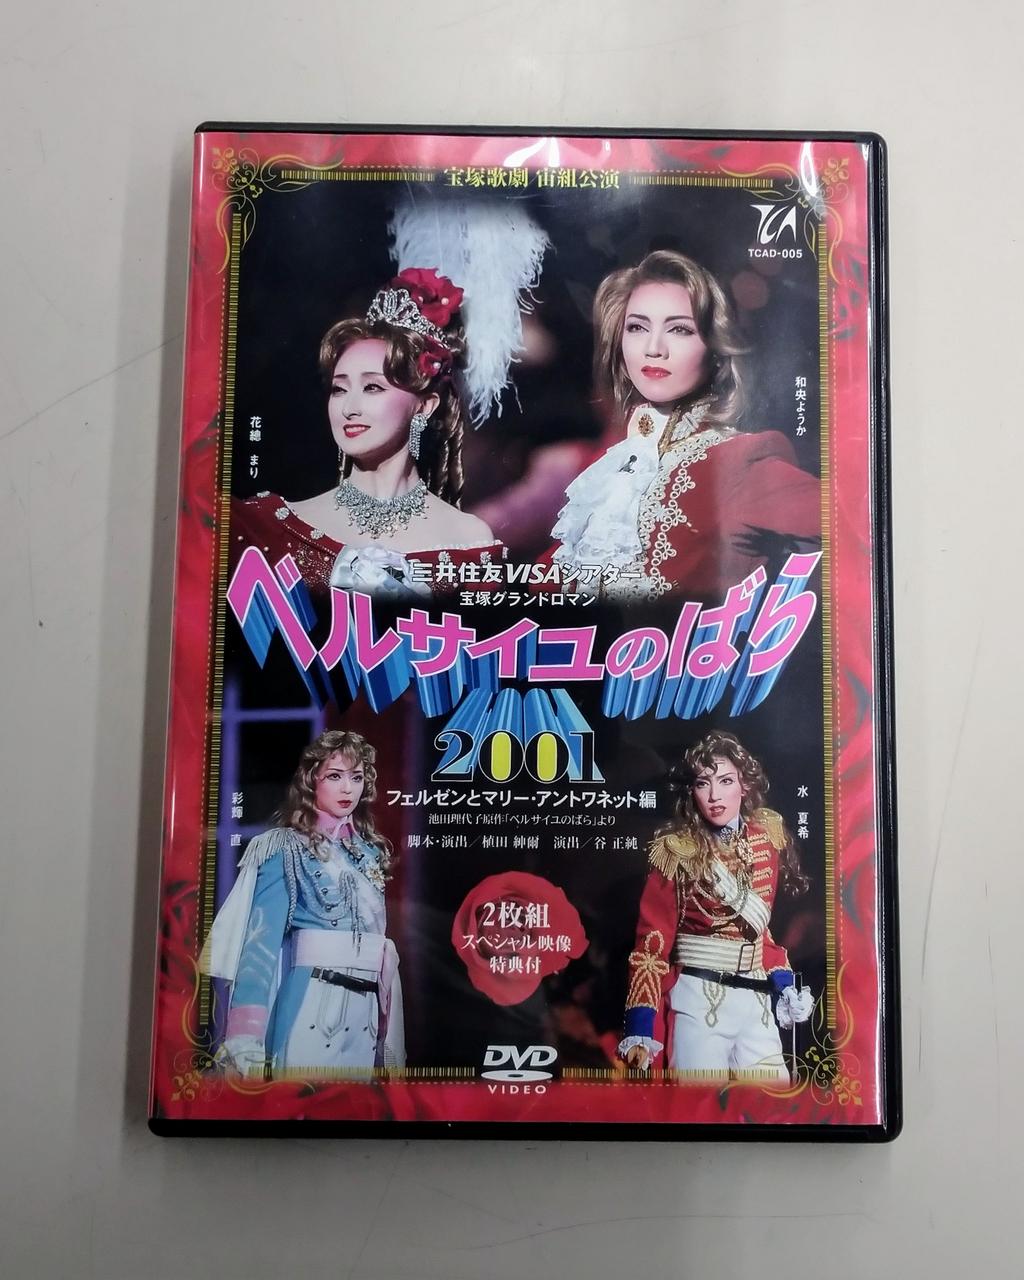 宝塚歌劇 宙組公演
TCA
TCAD-005
和央ようか
花總 まり
三井住友VISAシアター
宝塚グランドロマン
ベルサイユのばら
2001
フェルゼンとマリー・アントワネット編
池田理代子原作「ベルサイユのばら」より
脚本・演出／植田 紳爾 演出／谷 正純
彩輝 直
水 夏希
2枚組
スペシャル映像
特典付
DVD
VIDEO